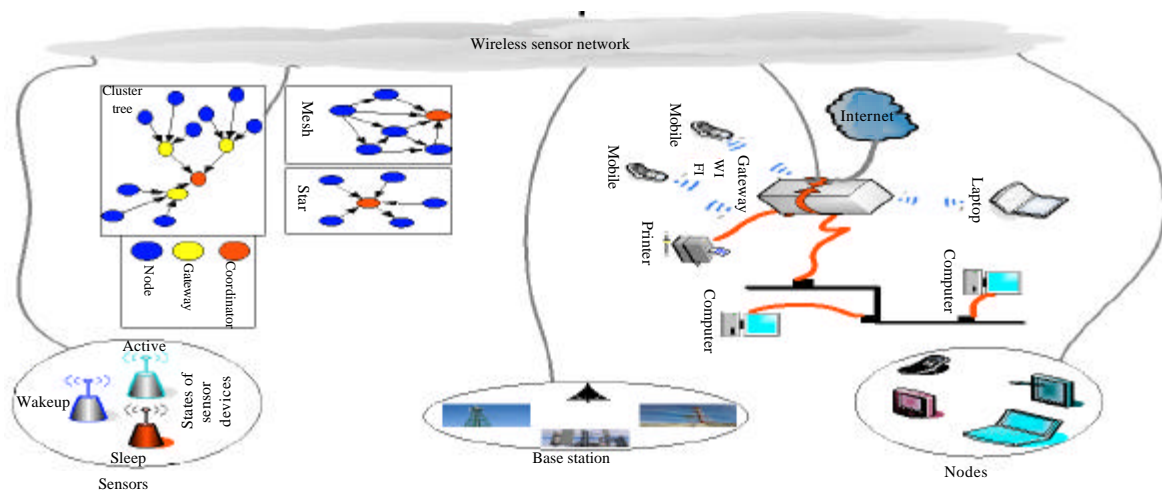 Wireless sensor network
Cluster
tree
Mesh
Star
Node
Gateway
Coordinator
Internet
Mobile
Mobile
WI
FI
Gateway
Laptop
Printer
Computer
Computer
Active
Wakeup
Sleep
States of
sensor
devices
Sensors
Base station
Nodes